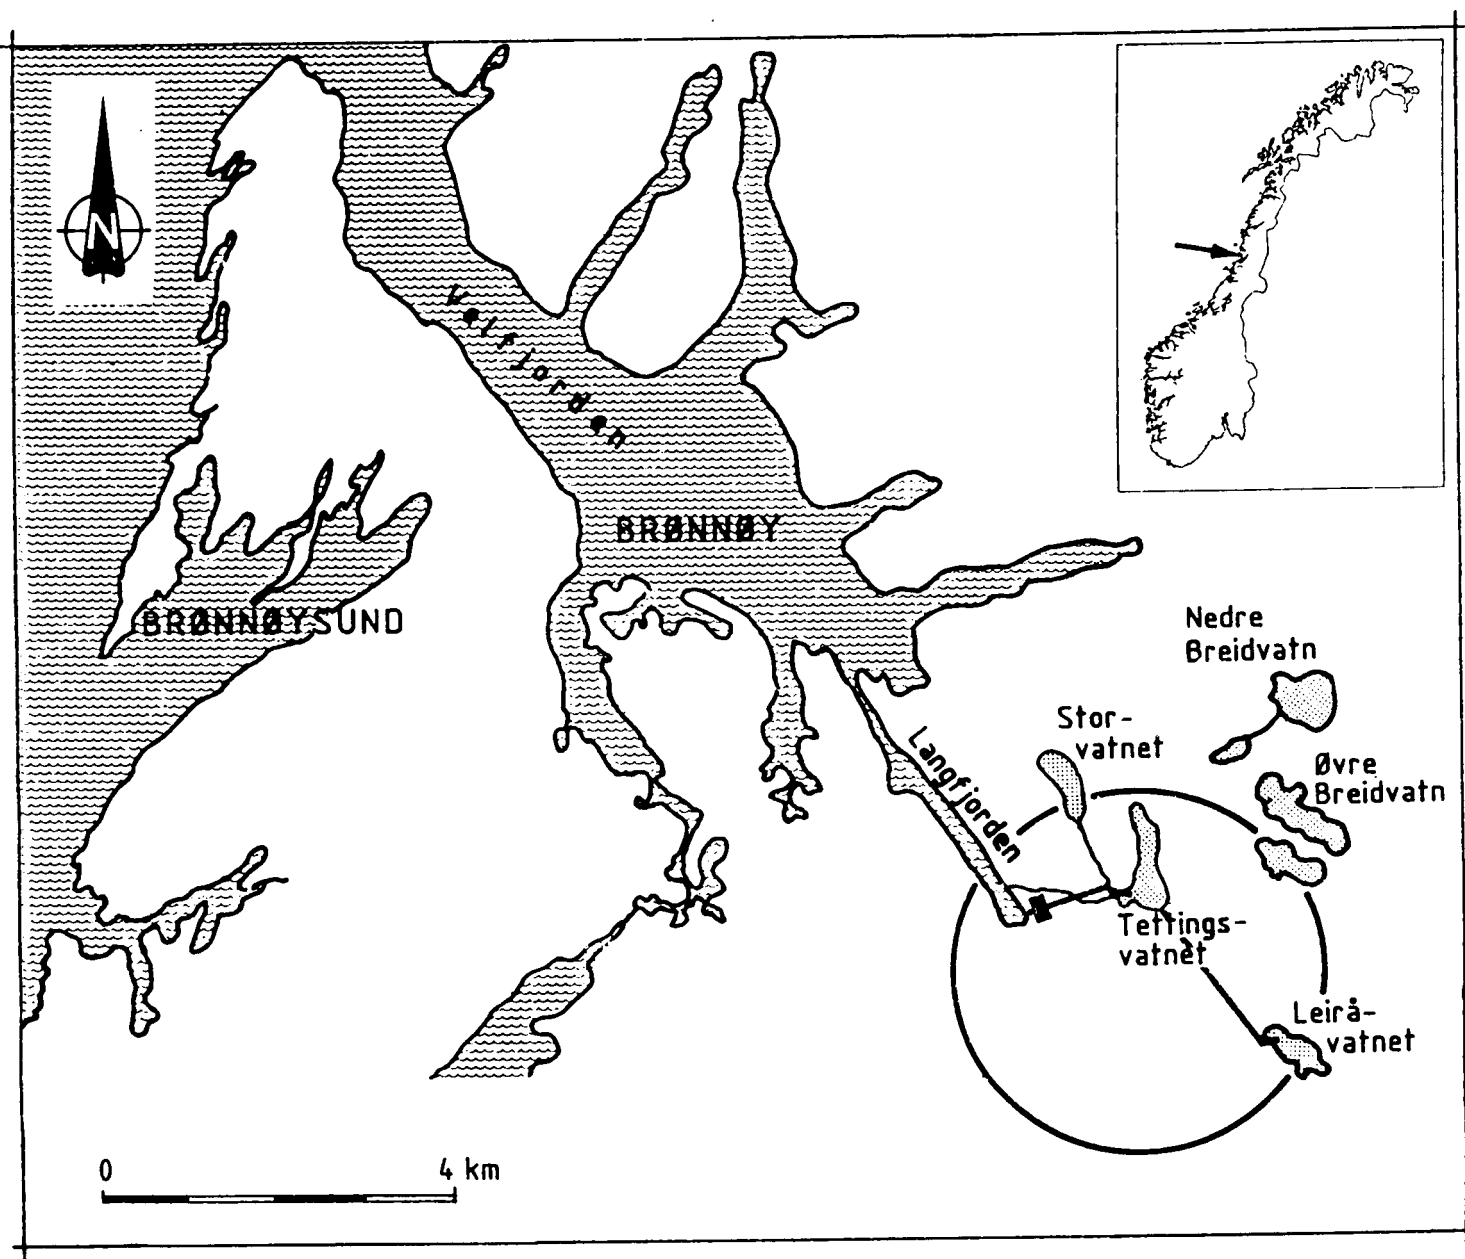 N
Velfjorden
BRØNNØY
BRØNNØYSUND
Nedre
Breidvatn
Stor-
vatnet
Øvre
Breidvatn
Langfjorden
Tettings-
vatnet
Leirå-
vatnet
0 4 km